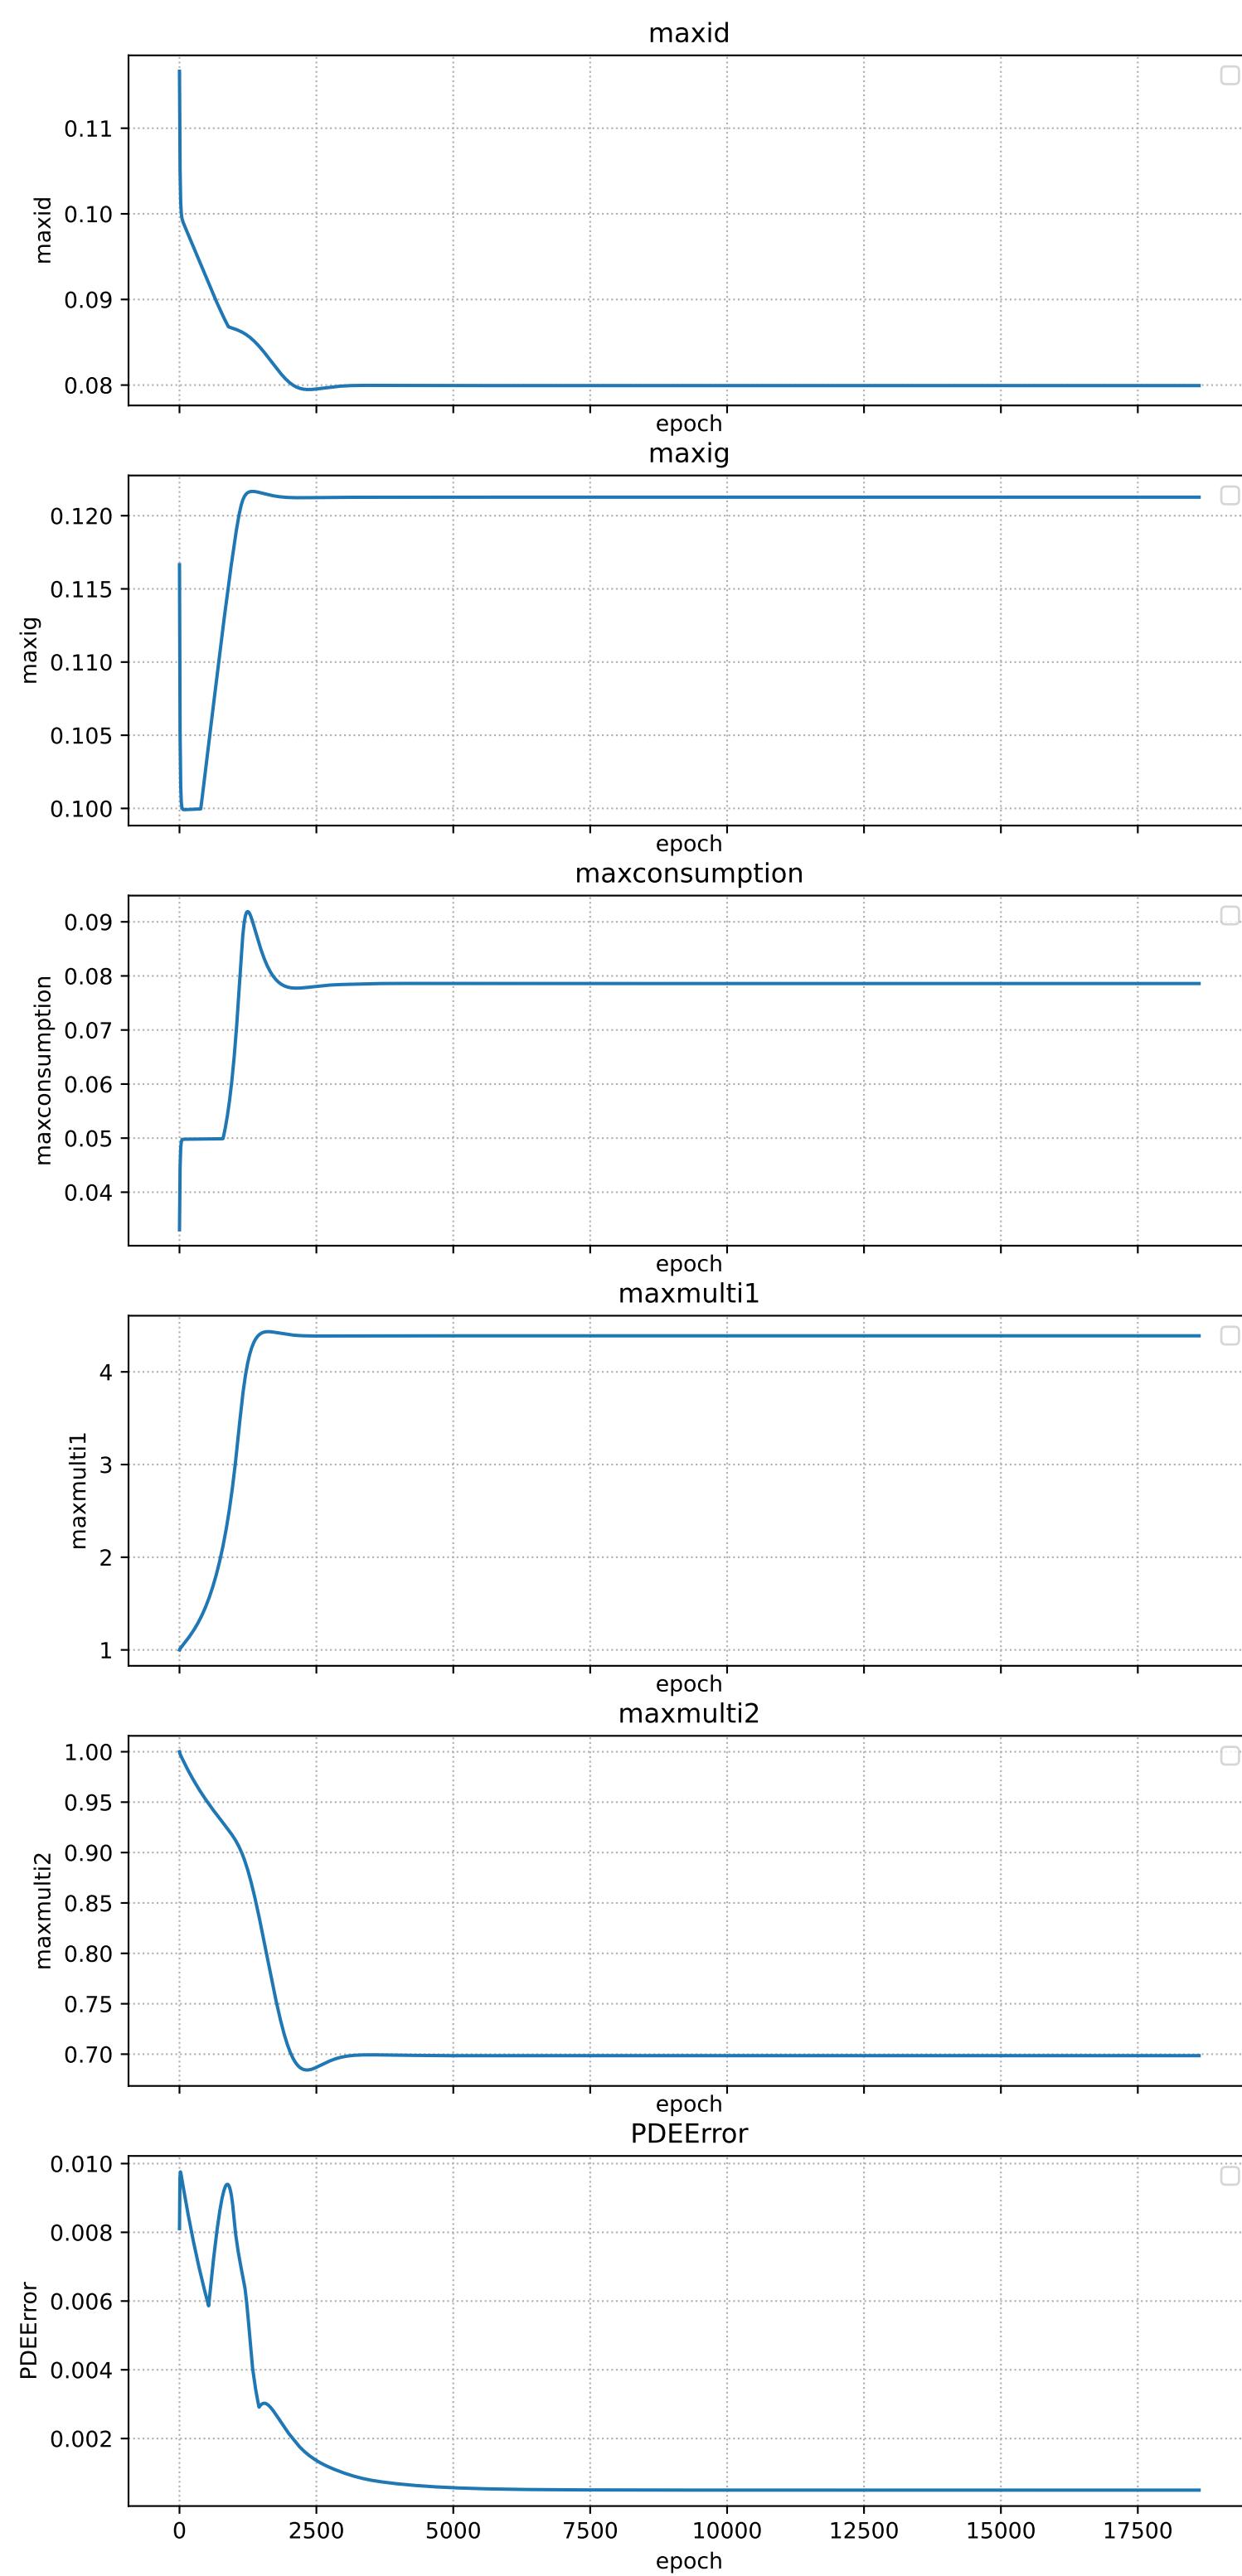 maxid
0.11
0.10
0.09
0.08
maxid
epoch
maxig
0.120
0.115
0.110
0.105
0.100
maxig
epoch
maxconsumption
0.09
0.08
0.07
0.06
0.05
0.04
maxconsumption
epoch
maxmulti1
4
3
2
1
maxmulti1
epoch
maxmulti2
1.00
0.95
0.90
0.85
0.80
0.75
0.70
maxmulti2
epoch
PDEError
0.010
0.008
0.006
0.004
0.002
PDEError
0 2500 5000 7500 10000 12500 15000 17500
epoch